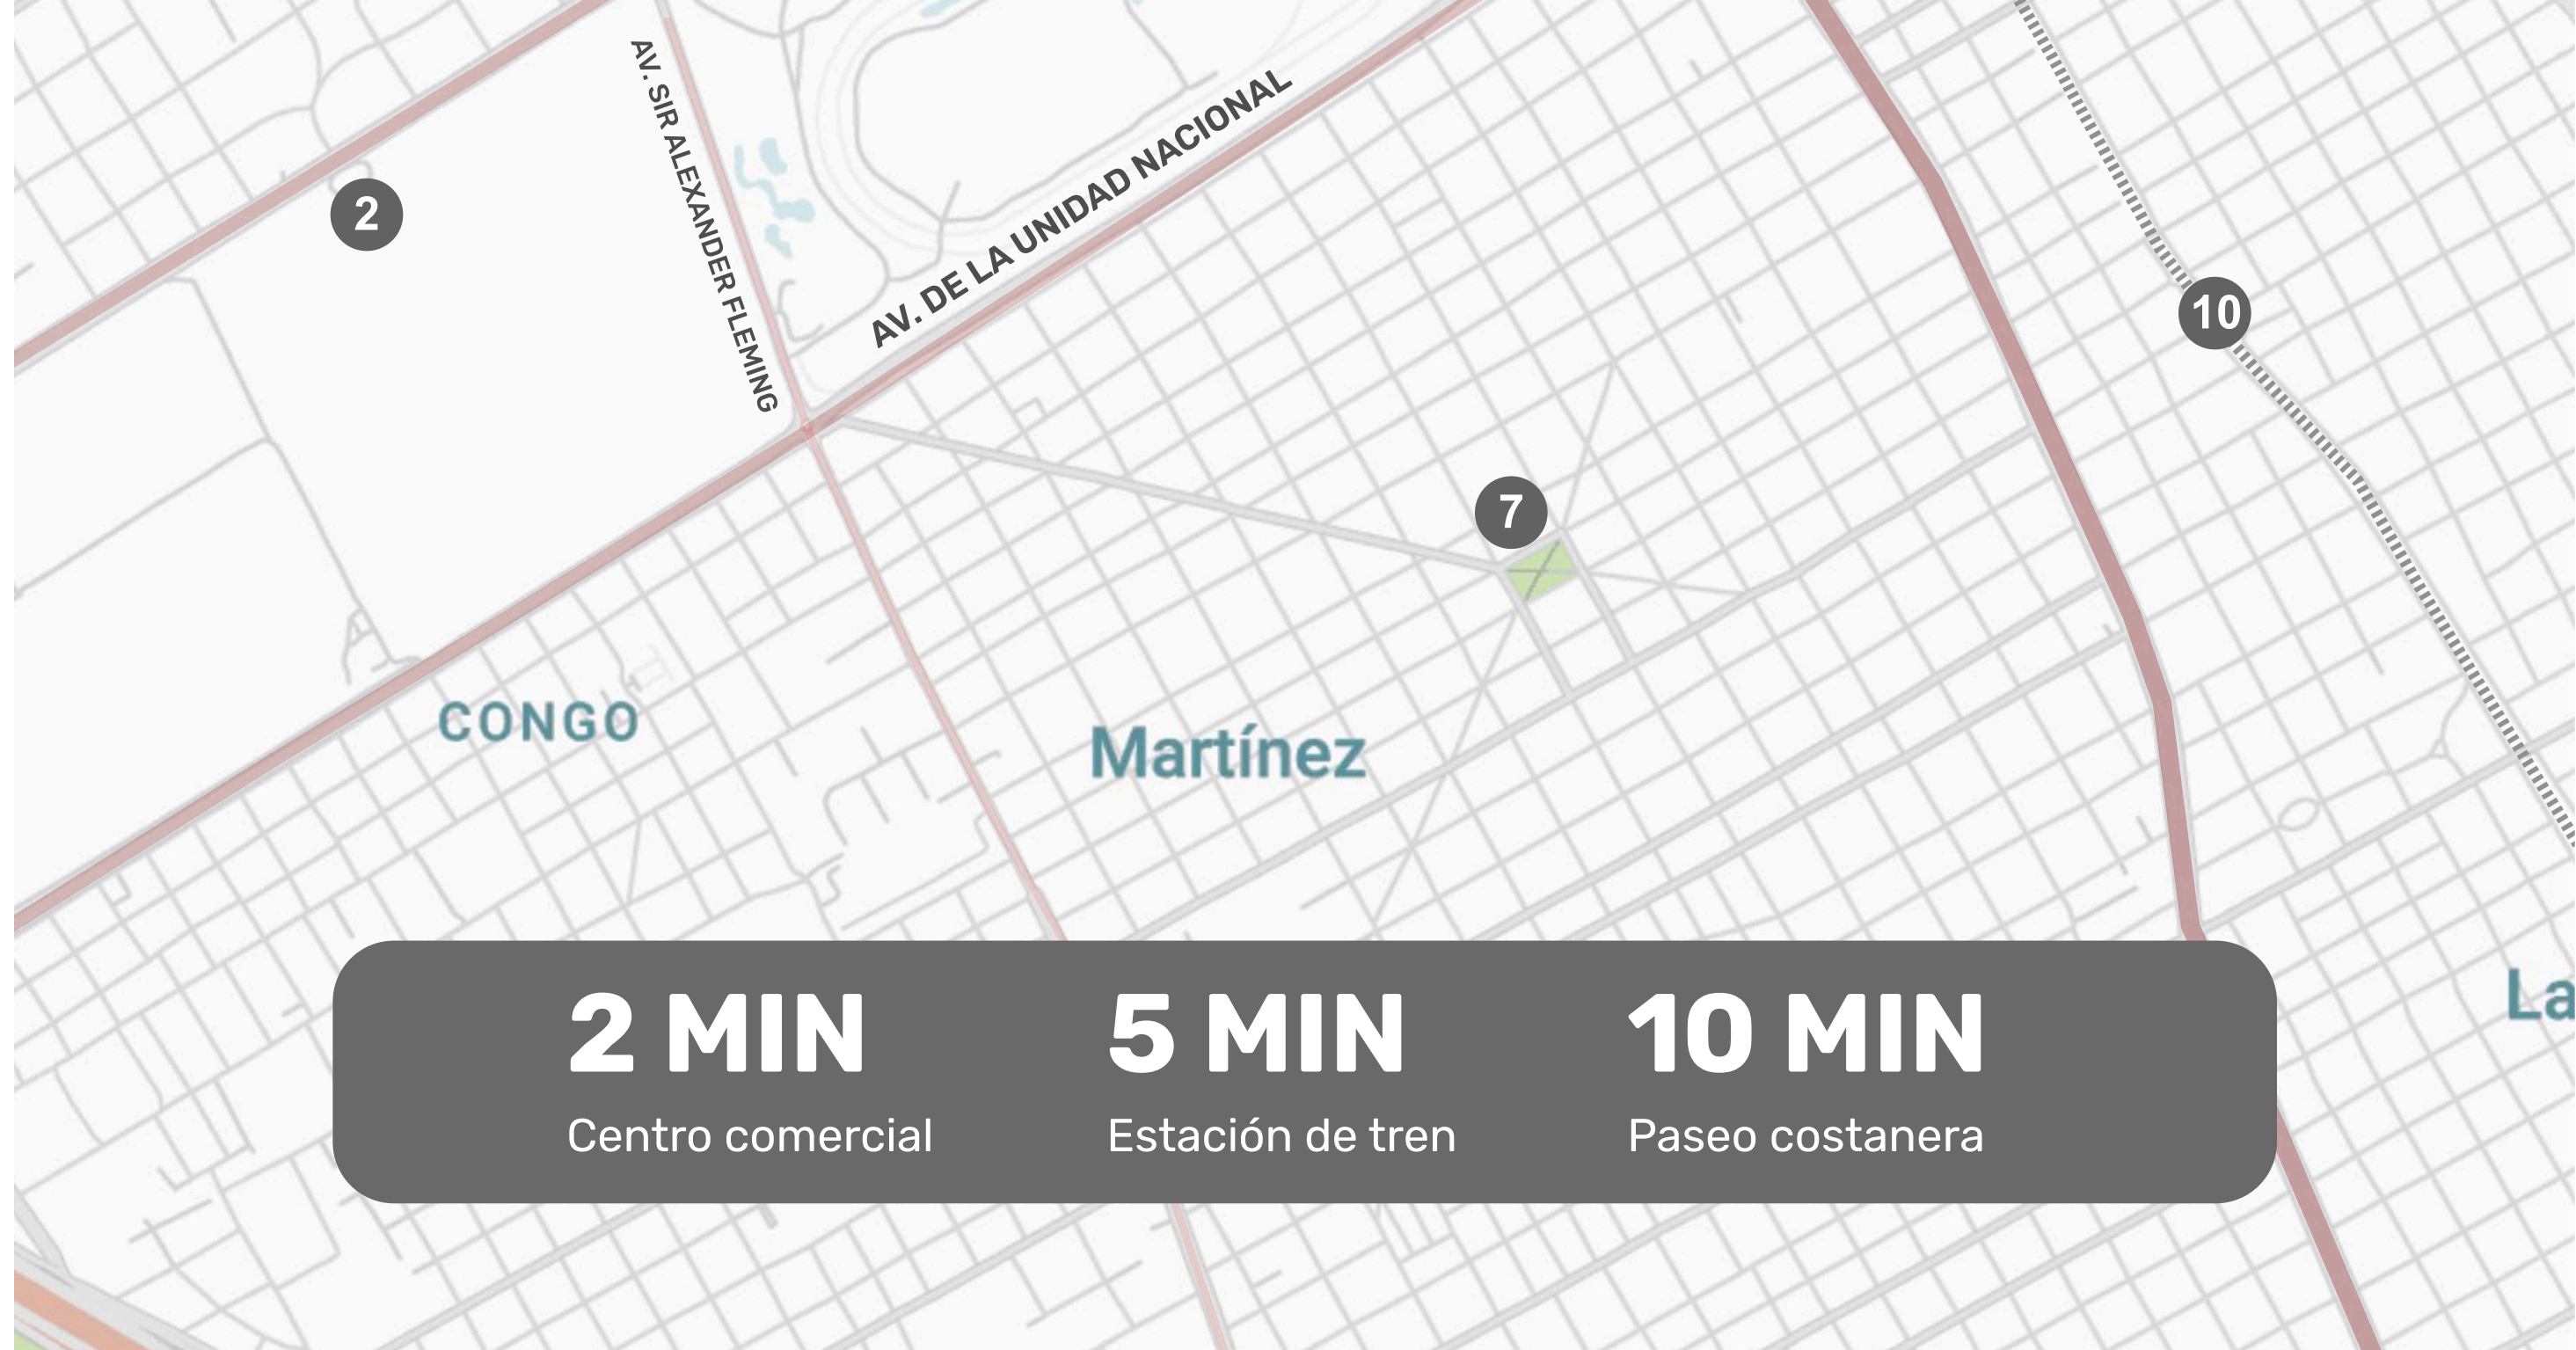 AV. SIR ALEXANDER FLEMING
AV. DE LA UNIDAD NACIONAL
2
10
7
CONGO
Martínez
La
2 MIN
Centro comercial
5 MIN
Estación de tren
10 MIN
Paseo costanera